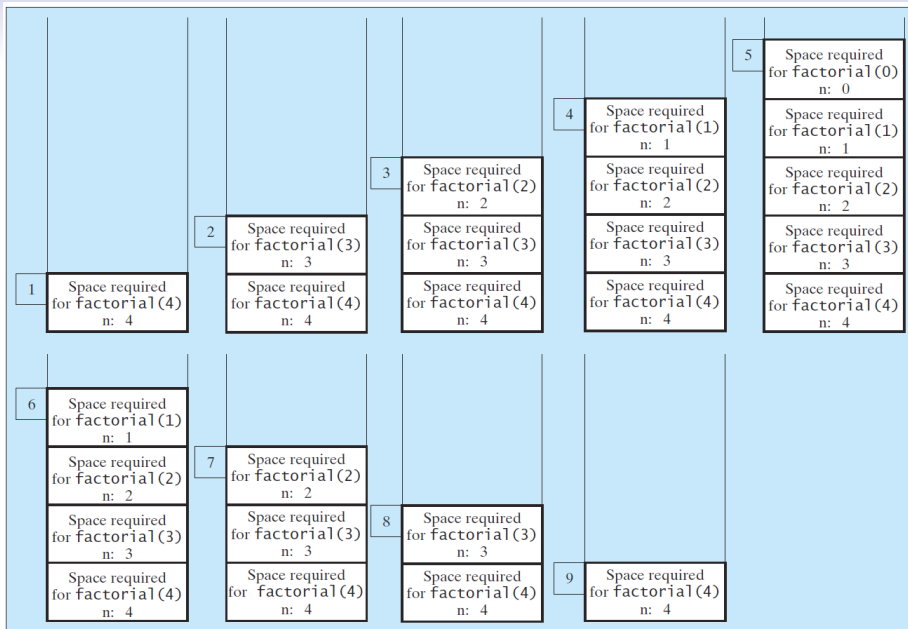 1
Space required
for factorial(4)
n: 4
2
Space required
for factorial(3)
n: 3
Space required
for factorial(4)
n: 4
3
Space required
for factorial(2)
n: 2
Space required
for factorial(3)
n: 3
Space required
for factorial(4)
n: 4
4
Space required
for factorial(1)
n: 1
Space required
for factorial(2)
n: 2
Space required
for factorial(3)
n: 3
Space required
for factorial(4)
n: 4
5
Space required
for factorial(0)
n: 0
Space required
for factorial(1)
n: 1
Space required
for factorial(2)
n: 2
Space required
for factorial(3)
n: 3
Space required
for factorial(4)
n: 4
6
Space required
for factorial(1)
n: 1
Space required
for factorial(2)
n: 2
Space required
for factorial(3)
n: 3
Space required
for factorial(4)
n: 4
7
Space required
for factorial(2)
n: 2
Space required
for factorial(3)
n: 3
Space required
for factorial(4)
n: 4
8
Space required
for factorial(3)
n: 3
Space required
for factorial(4)
n: 4
9
Space required
for factorial(4)
n: 4